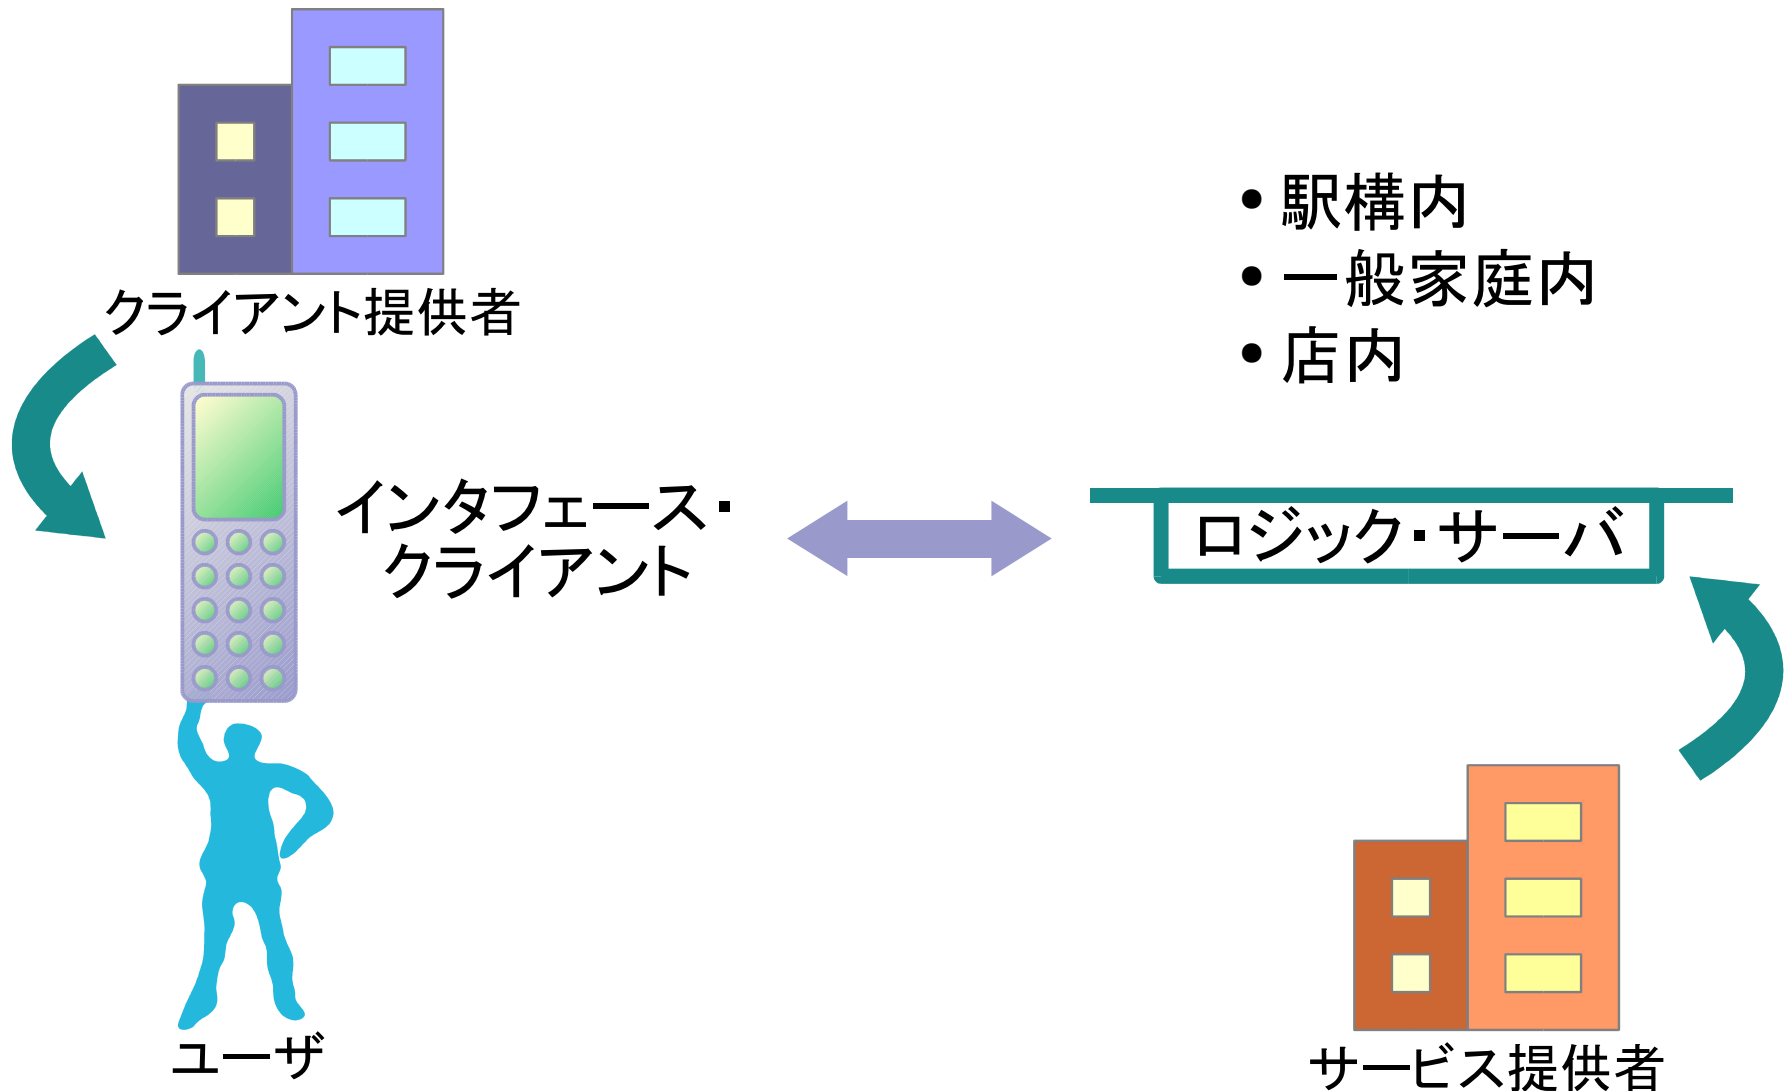 クライアント提供者
• 駅構内
• 一般家庭内
• 店内
インタフェース・
クライアント
ロジック・サーバ
ユーザ
サービス提供者